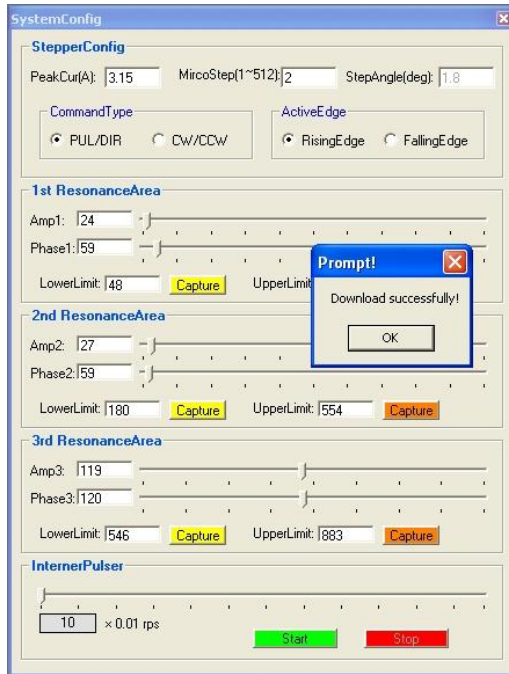 SystemConfig
StepperConfig
PeakCur(A): 3.15 MircoStep(1~512): 2 StepAngle(deg): 1.8
CommandType ActiveEdge
PUL/DIR CW/CCW RisingEdge FallingEdge
1st ResonanceArea
Amp1: 24
Phase1: 59
LowerLimit: 48 Capture UpperLimit
Prompt!
Download successfully!
OK
2nd ResonanceArea
Amp2: 27
Phase2: 59
LowerLimit: 180 Capture UpperLimit: 554 Capture
3rd ResonanceArea
Amp3: 119
Phase3: 120
LowerLimit: 546 Capture UpperLimit: 883 Capture
InternerPulser
10 × 0.01 rps
Start Stop